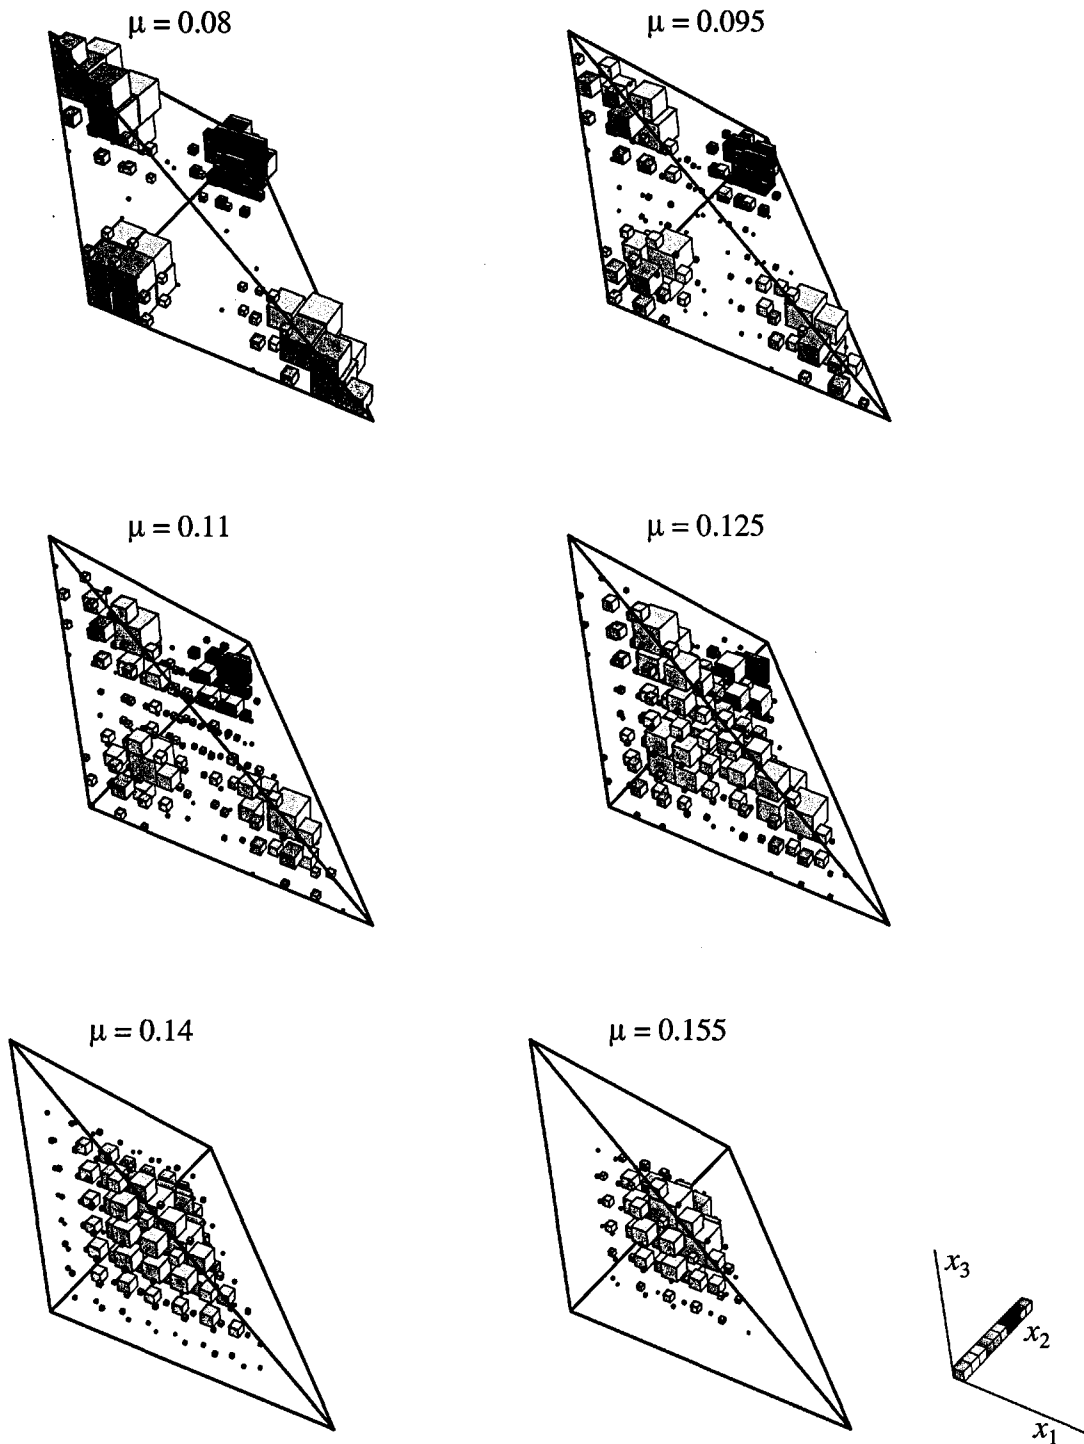 μ = 0.08
μ = 0.095
μ = 0.11
μ = 0.125
μ = 0.14
μ = 0.155
x₃
x₂
x₁